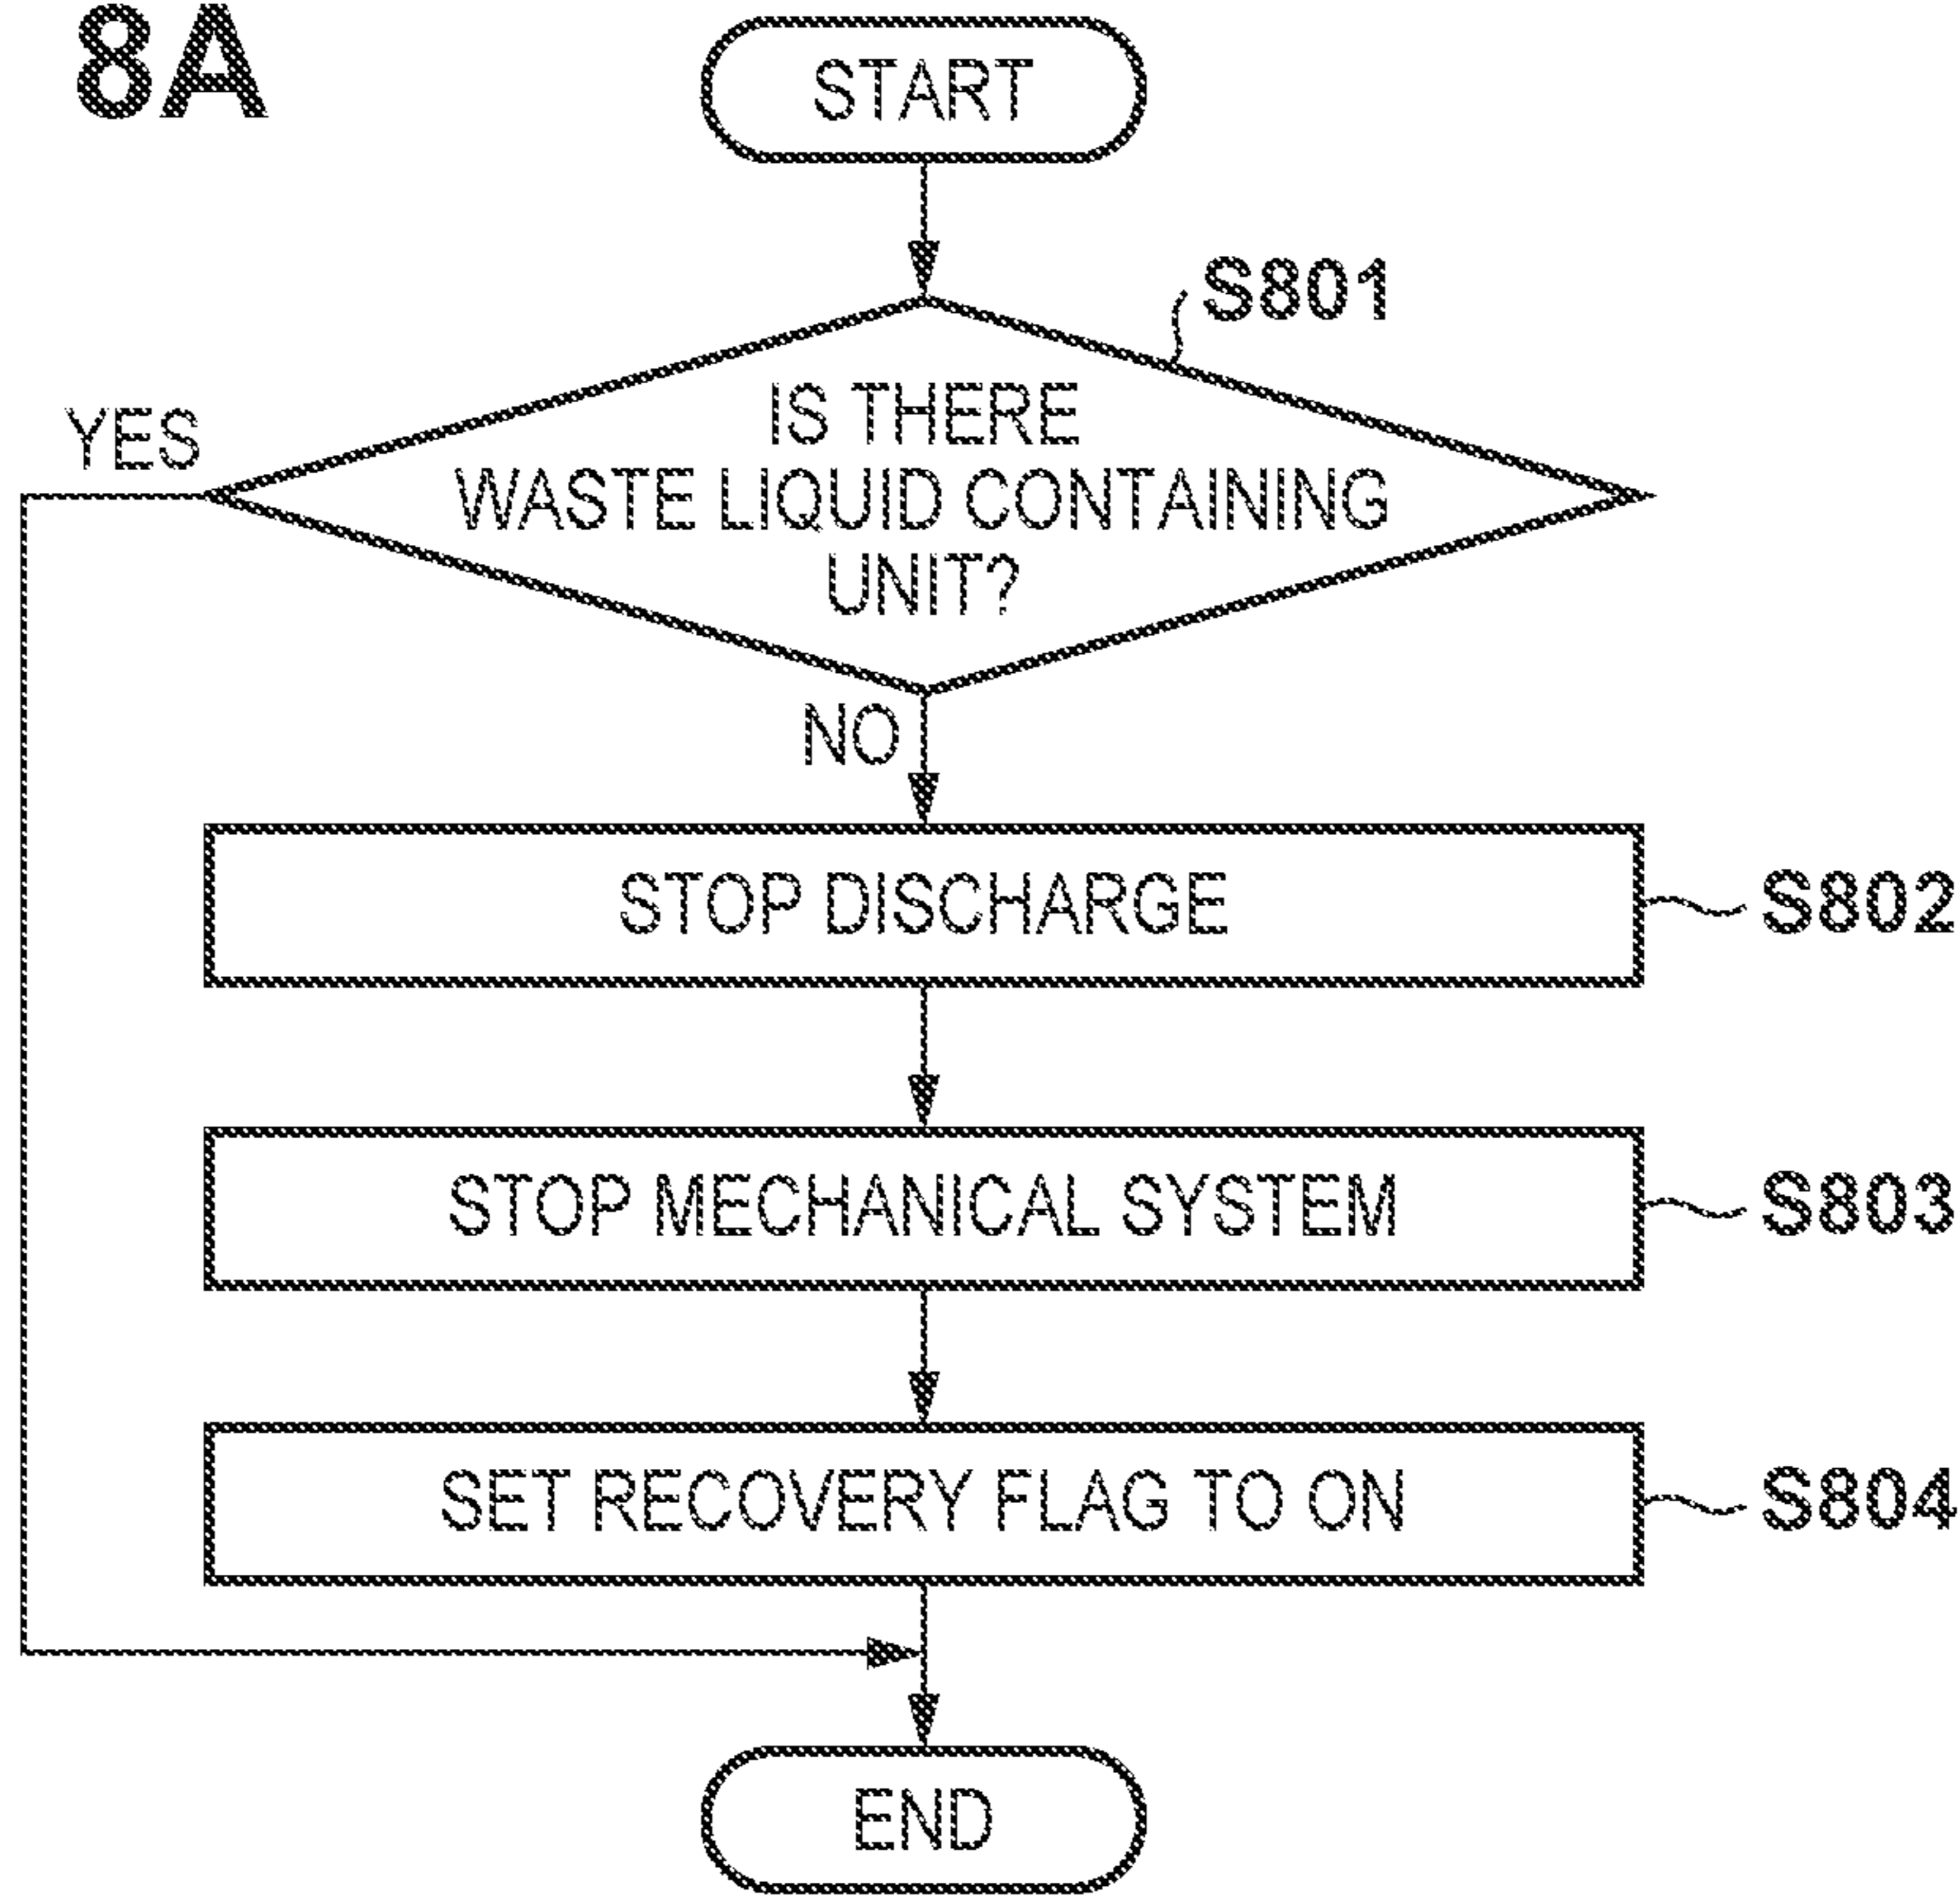 8A
START
S801
IS THERE
YES
WASTE LIQUID CONTAINING
UNIT?
NO
STOP DISCHARGE
S802
STOP MECHANICAL SYSTEM
S803
SET RECOVERY FLAG TO ON
S804
END